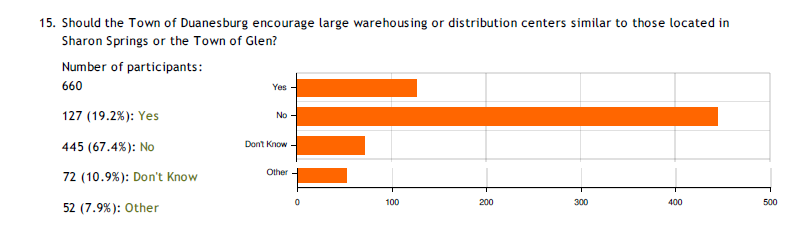 15. Should the Town of Duanesburg encourage large warehousing or distribution centers similar to those located in
Sharon Springs or the Town of Glen?
Number of participants:
660
127 (19.2%): Yes
445 (67.4%): No
72 (10.9%): Don't Know
52 (7.9%): Other
Yes
No
Don't Know
Other
0 100 200 300 400 500